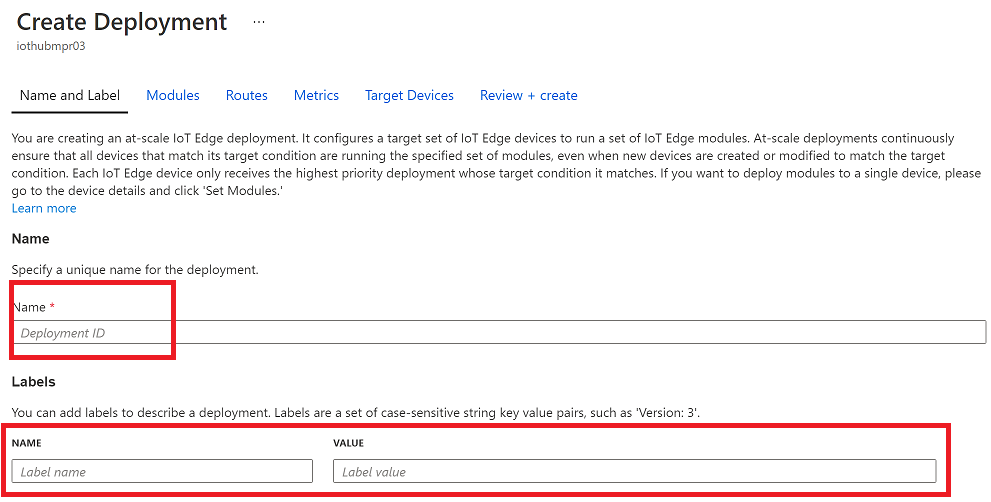 Create Deployment ...
iothubmpr03
Name and Label Modules Routes Metrics Target Devices Review + create
You are creating an at-scale IoT Edge deployment. It configures a target set of IoT Edge devices to run a set of IoT Edge modules. At-scale deployments continuously
ensure that all devices that match its target condition are running the specified set of modules, even when new devices are created or modified to match the target
condition. Each IoT Edge device only receives the highest priority deployment whose target condition it matches. If you want to deploy modules to a single device, please
go to the device details and click 'Set Modules.'
Learn more
Name
Specify a unique name for the deployment.
Name *
Deployment ID
Labels
You can add labels to describe a deployment. Labels are a set of case-sensitive string key value pairs, such as 'Version: 3'.
NAME VALUE
Label name Label value